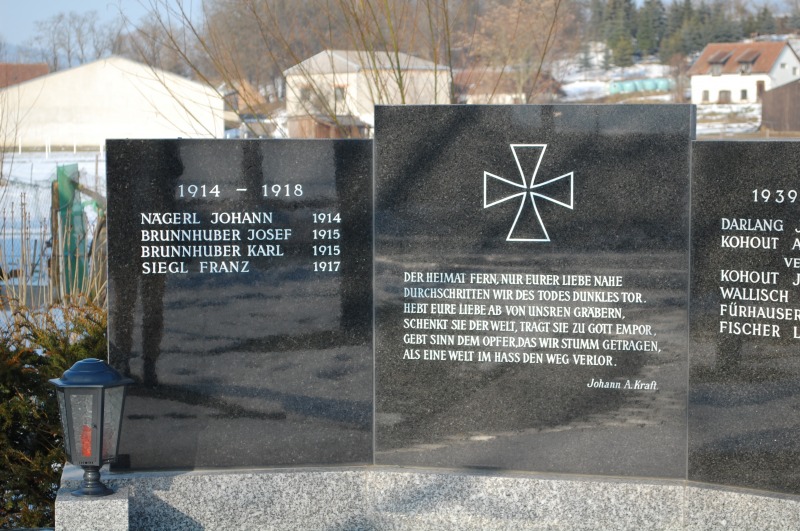 1914 - 1918
NÄGERL JOHANN 1914
BRUNNHUBER JOSEF 1915
BRUNNHUBER KARL 1915
SIEGL FRANZ 1917
DER HEIMAT FERN, NUR EURER LIEBE NAHE
DURCHSCHRITTEN WIR DES TODES DUNKLES TOR.
HEBT EURE LIEBE AB VON UNSREN GRÄBERN,
SCHENKT SIE DER WELT, TRAGT SIE ZU GOTT EMPOR,
GEBT SINN DEM OPFER, DAS WIR STUMM GETRAGEN,
ALS EINE WELT IM HASS DEN WEG VERLOR.
Johann A. Kraft.
1939
DARLANG J
KOHOUT A
VE
KOHOUT J
WALLISCH
FÜRHAUSER
FISCHER L